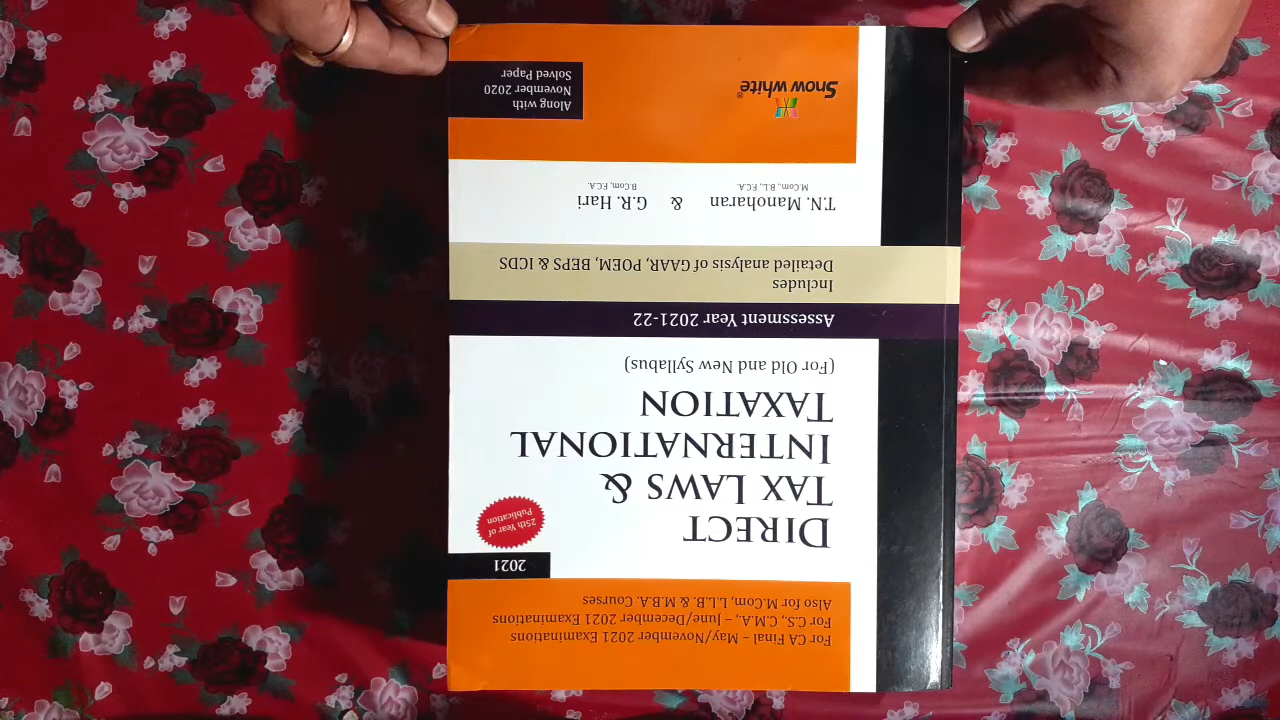 For CA Final – May/November 2021 Examinations
For C.S., C.M.A., – June/December 2021 Examinations
Also for M.Com, L.L.B. & M.B.A. Courses
2021
25th Year of
Publication
DIRECT
TAX LAWS &
INTERNATIONAL
TAXATION
(For Old and New Syllabus)
Assessment Year 2021-22
Includes
Detailed analysis of GAAR, POEM, BEPS & ICDS
T.N. Manoharan & G.R. Hari
M.Com., B.L., F.C.A. B.Com., F.C.A.
Snow white®
Along with
November 2020
Solved Paper